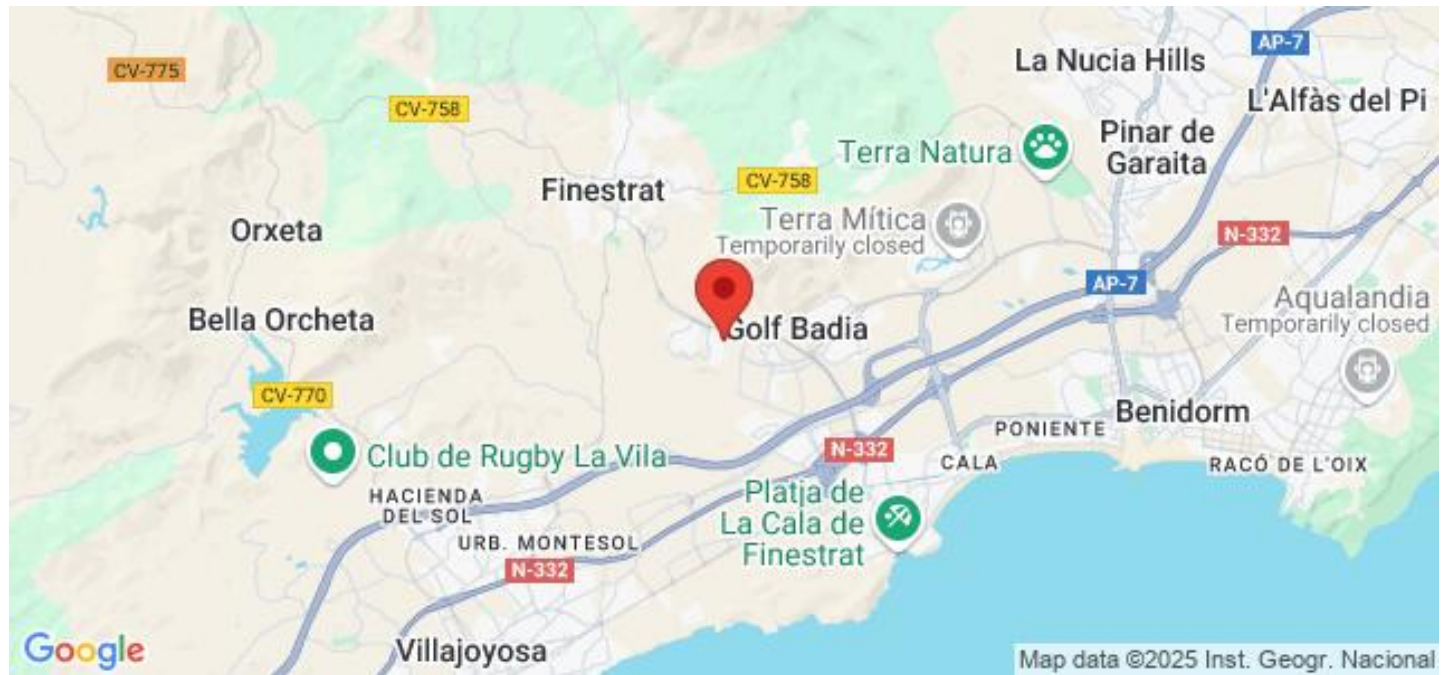 La Nucia Hills
AP-7
CV-775
L'Alfàs del Pi
CV-758
Pinar de
Garaita
Terra Natura
Finestrat
CV-758
Terra Mítica
Temporarily closed
N-332
Orxeta
AP-7
Aqualandia
Temporarily closed
Bella Orcheta
Golf Badia
CV-770
Benidorm
PONIENTE
N-332
CALA
RACÓ DE L'OIX
Club de Rugby La Vila
HACIENDA
DEL SOL
Platja de
La Cala de
Finestrat
URB. MONTESOL
N-332
Villajoyosa
Google
Map data ©2025 Inst. Geogr. Nacional